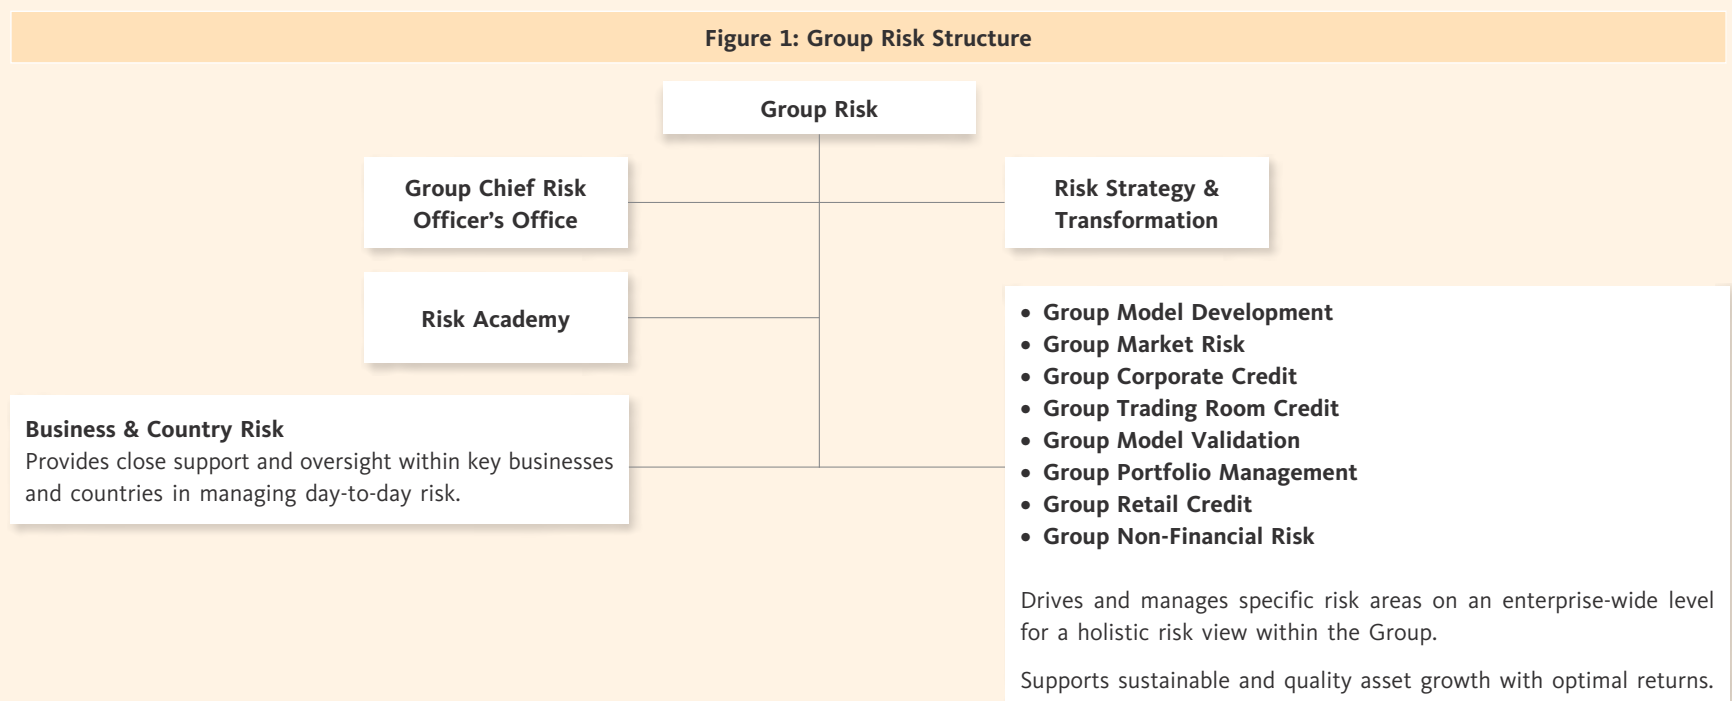 Figure 1: Group Risk Structure
Group Risk
Group Chief Risk
Officer’s Office
Risk Strategy &
Transformation
Risk Academy
Business & Country Risk
Provides close support and oversight within key businesses
and countries in managing day-to-day risk.
• Group Model Development
• Group Market Risk
• Group Corporate Credit
• Group Trading Room Credit
• Group Model Validation
• Group Portfolio Management
• Group Retail Credit
• Group Non-Financial Risk
Drives and manages specific risk areas on an enterprise-wide level
for a holistic risk view within the Group.
Supports sustainable and quality asset growth with optimal returns.